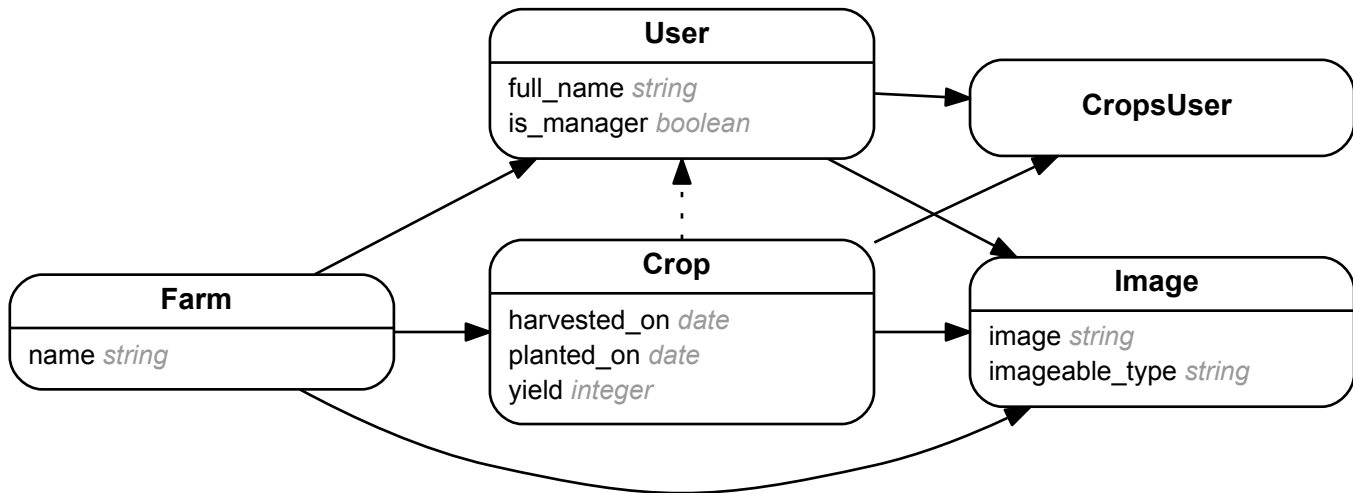 User
full_name string
is_manager boolean
CropsUser
Farm
name string
Crop
harvested_on date
planted_on date
yield integer
Image
image string
imageable_type string